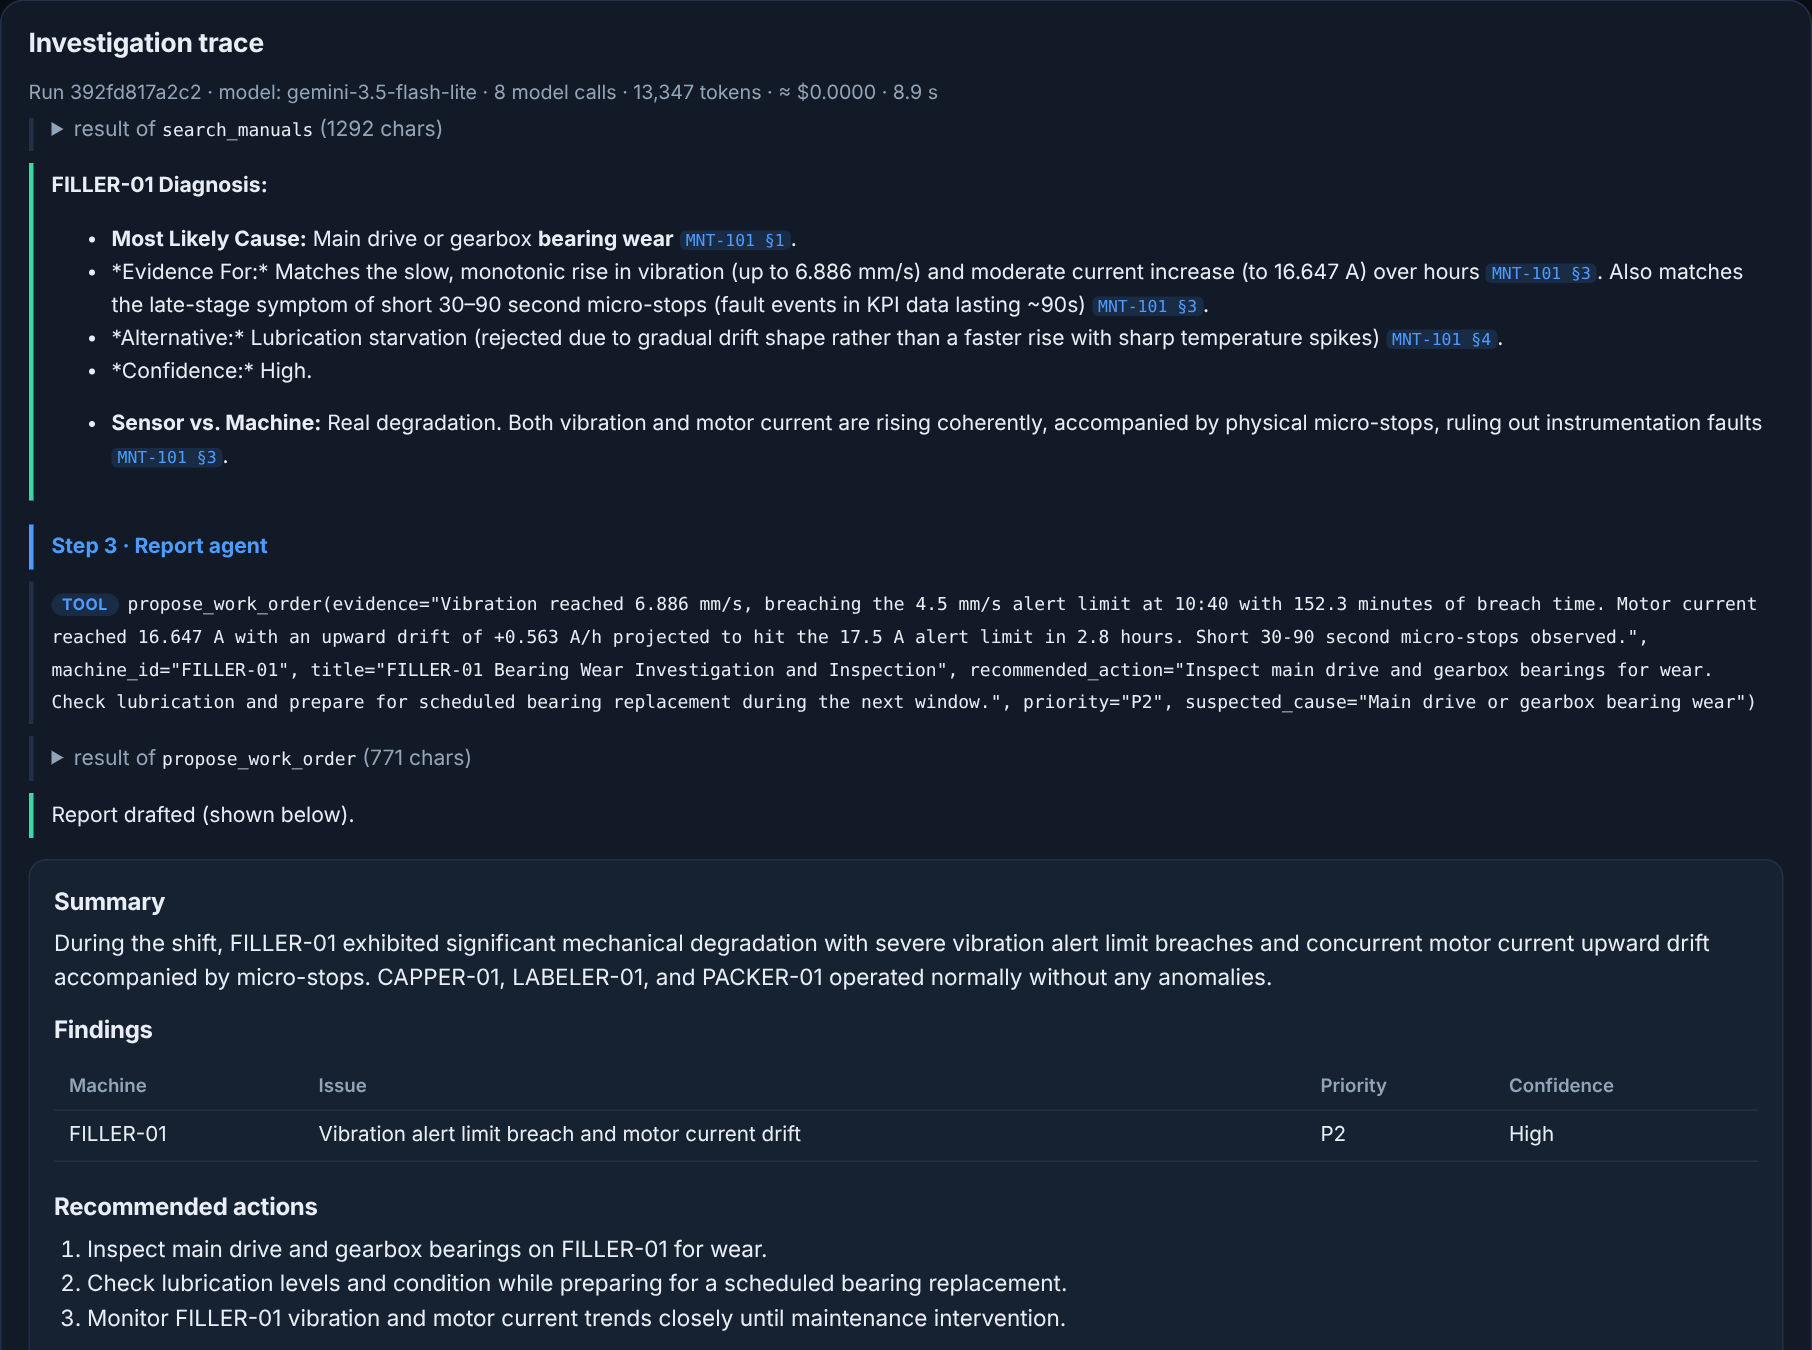 Investigation trace
Run 392fd817a2c2 · model: gemini-3.5-flash-lite · 8 model calls · 13,347 tokens · ≈ $0.0000 · 8.9 s
▶ result of search_manuals (1292 chars)
FILLER-01 Diagnosis:
• Most Likely Cause: Main drive or gearbox bearing wear MNT-101 §1.
• *Evidence For:* Matches the slow, monotonic rise in vibration (up to 6.886 mm/s) and moderate current increase (to 16.647 A) over hours MNT-101 §3. Also matches
the late-stage symptom of short 30–90 second micro-stops (fault events in KPI data lasting ~90s) MNT-101 §3.
• *Alternative:* Lubrication starvation (rejected due to gradual drift shape rather than a faster rise with sharp temperature spikes) MNT-101 §4.
• *Confidence:* High.
• Sensor vs. Machine: Real degradation. Both vibration and motor current are rising coherently, accompanied by physical micro-stops, ruling out instrumentation faults
MNT-101 §3.
Step 3 · Report agent
TOOL propose_work_order(evidence="Vibration reached 6.886 mm/s, breaching the 4.5 mm/s alert limit at 10:40 with 152.3 minutes of breach time. Motor current
reached 16.647 A with an upward drift of +0.563 A/h projected to hit the 17.5 A alert limit in 2.8 hours. Short 30-90 second micro-stops observed.",
machine_id="FILLER-01", title="FILLER-01 Bearing Wear Investigation and Inspection", recommended_action="Inspect main drive and gearbox bearings for wear.
Check lubrication and prepare for scheduled bearing replacement during the next window.", priority="P2", suspected_cause="Main drive or gearbox bearing wear")
▶ result of propose_work_order (771 chars)
Report drafted (shown below).
Summary
During the shift, FILLER-01 exhibited significant mechanical degradation with severe vibration alert limit breaches and concurrent motor current upward drift
accompanied by micro-stops. CAPPER-01, LABELER-01, and PACKER-01 operated normally without any anomalies.
Findings
Machine Issue Priority Confidence
FILLER-01 Vibration alert limit breach and motor current drift P2 High
Recommended actions
1. Inspect main drive and gearbox bearings on FILLER-01 for wear.
2. Check lubrication levels and condition while preparing for a scheduled bearing replacement.
3. Monitor FILLER-01 vibration and motor current trends closely until maintenance intervention.